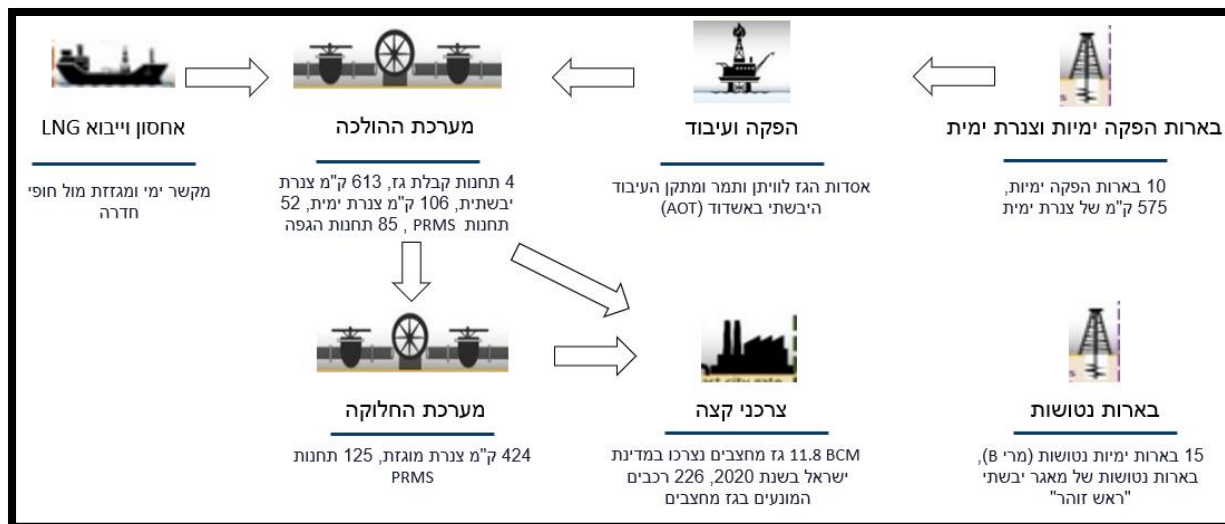 בארות הפקה ימיות וצנרת ימית
10 בארות הפקה ימיות,
575 ק"מ של צנרת ימית
הפקה ועיבוד
אסדות הגז לוויתן ותמר ומתקן העיבוד
היבשתי באשדוד (AOT)
מערכת ההולכה
4 תחנות קבלת גז, 613 ק"מ צנרת
יבשתית, 106 ק"מ צנרת ימית, 52
תחנות PRMS , 85 תחנות הגפה
אחסון וייבוא LNG
מקשר ימי ומגזזת מול חופי
חדרה
בארות נטושות
15 בארות ימיות נטושות (מרי B),
בארות נטושות של מאגר יבשתי
"ראש זוהר"
צרכני קצה
11.8 BCM גז מחצבים נצרכו במדינת
ישראל בשנת 2020, 226 רכבים
המונעים בגז מחצבים
מערכת החלוקה
424 ק"מ צנרת מוגזת, 125 תחנות
PRMS